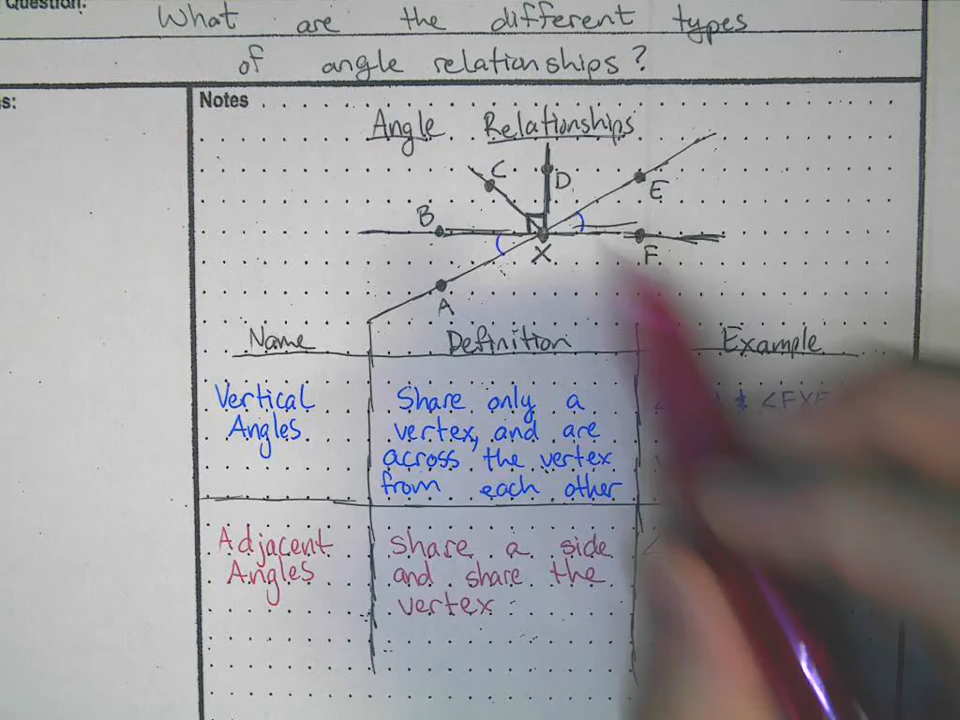 Question:
What are the different types
of angle relationships?
s:
Notes
Angle Relationships
C
D
E
B
X
F
A
Name Definition Example
Vertical Angles
Share only a
vertex, and are
across the vertex
from each other
Adjacent Angles
share a side
and share the
vertex